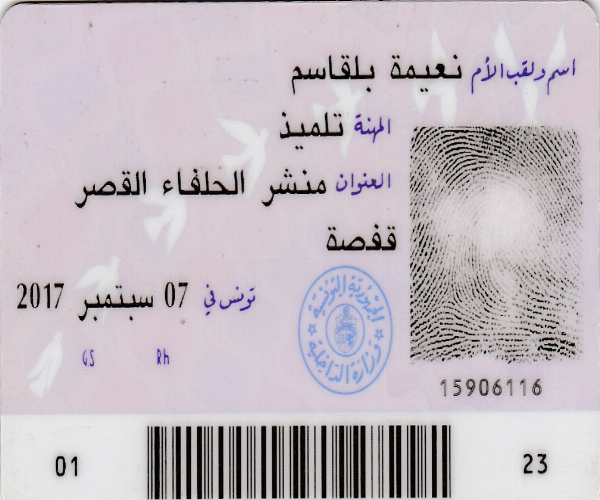 اسم ولقب الأم نعيمة بلقاسم
المهنة تلميذ
العنوان منشر الحلفاء القصر
قفصة
تونس في 07 سبتمبر 2017
GS Rh
الجمهورية التونسية
وزارة الداخلية
15906116
01 23